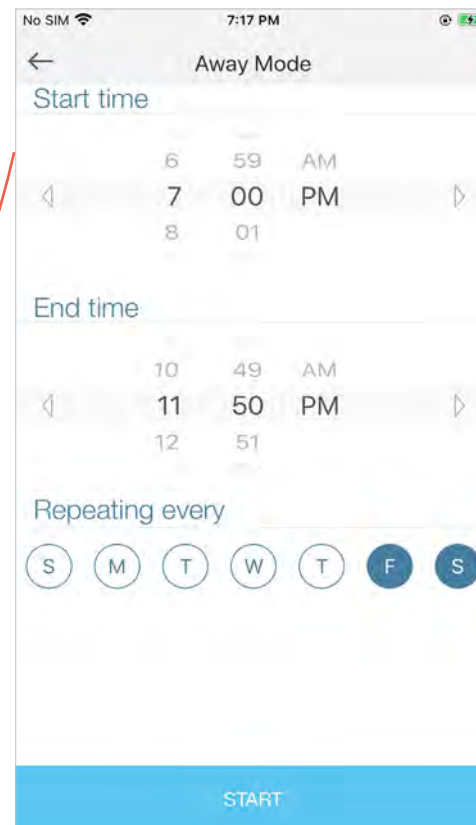 No SIM 7:17 PM
Away Mode
Start time
6 59 AM
7 00 PM
8 01
End time
10 49 AM
11 50 PM
12 51
Repeating every
S M T W T F S
START